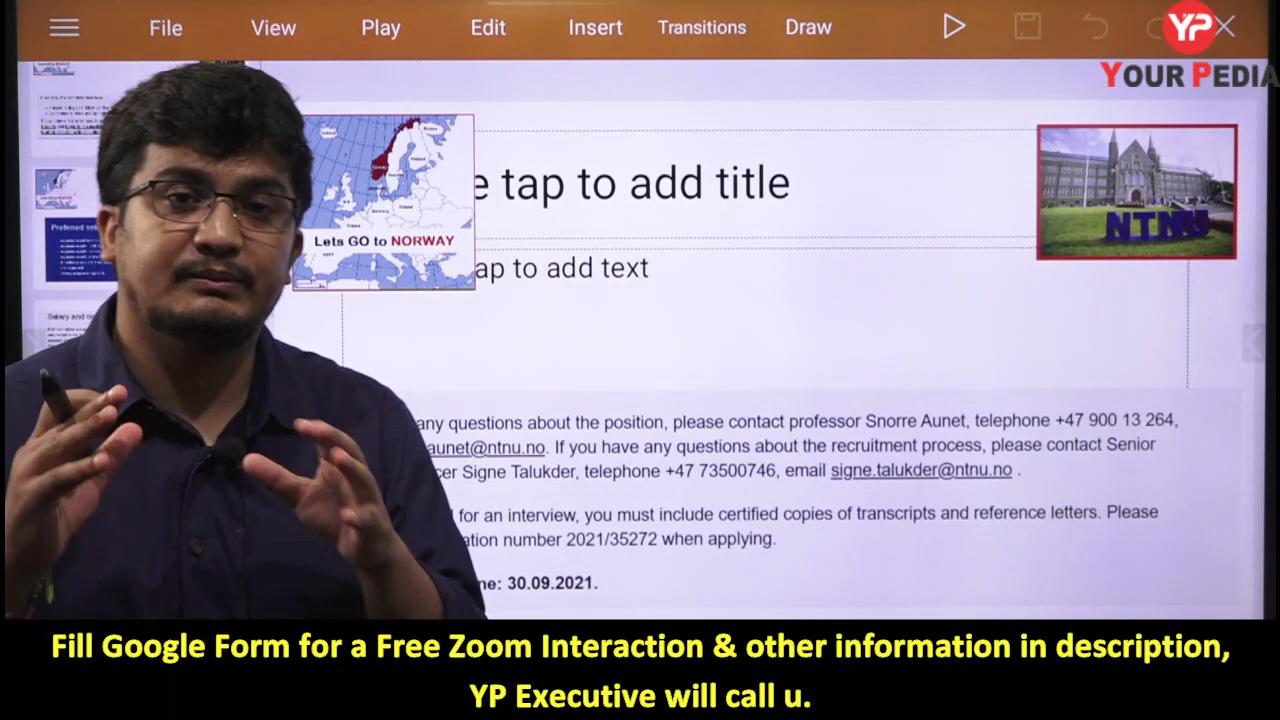 File View Play Edit Insert Transitions Draw
YP
YOUR PEDIA
tap to add title
to add text
Lets GO to NORWAY
NTNU
Salary and
any questions about the position, please contact professor Snorre Aunet, telephone +47 900 13 264,
aunet@ntnu.no. If you have any questions about the recruitment process, please contact Senior
Signe Talukder, telephone +47 73500746, email signe.talukder@ntnu.no .
for an interview, you must include certified copies of transcripts and reference letters. Please
number 2021/35272 when applying.
30.09.2021.
Fill Google Form for a Free Zoom Interaction & other information in description,
YP Executive will call u.